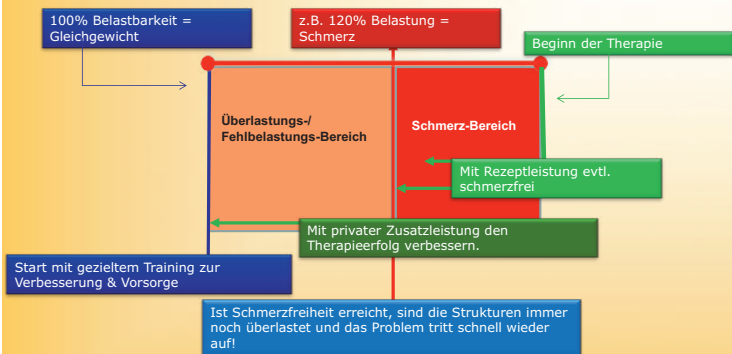 100% Belastbarkeit =
Gleichgewicht
z.B. 120% Belastung =
Schmerz
Beginn der Therapie
Überlastungs-/
Fehlbelastungs-Bereich
Schmerz-Bereich
Mit Rezeptleistung evtl.
schmerzfrei
Mit privater Zusatzleistung den
Therapieerfolg verbessern.
Start mit gezieltem Training zur
Verbesserung & Vorsorge
Ist Schmerzfreiheit erreicht, sind die Strukturen immer
noch überlastet und das Problem tritt schnell wieder
auf!